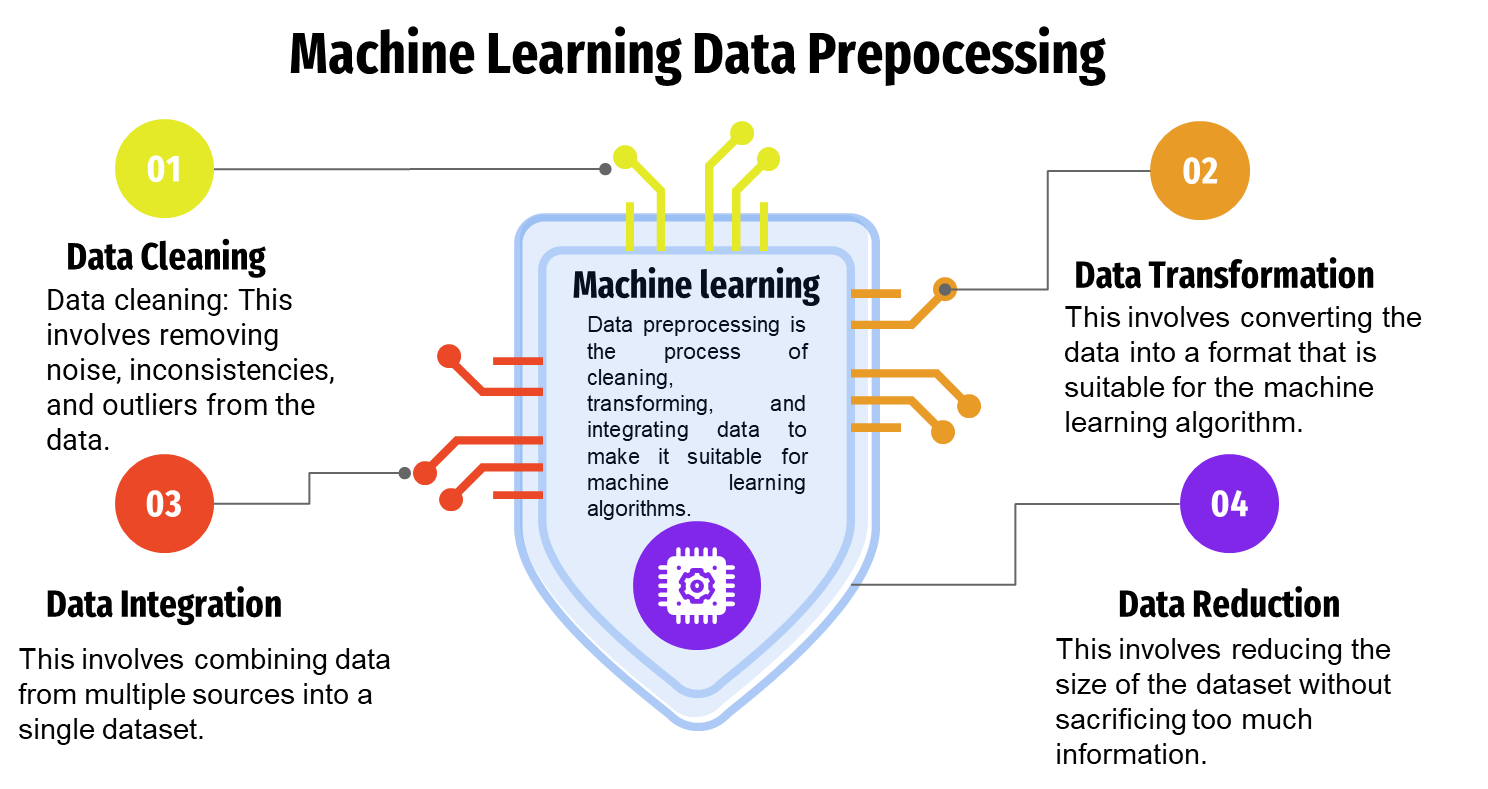 Machine Learning Data Prepocessing
01
Data Cleaning
Data cleaning: This
involves removing
noise, inconsistencies,
and outliers from the
data.
02
Data Transformation
This involves converting the
data into a format that is
suitable for the machine
learning algorithm.
Machine learning
Data preprocessing is
the process of
cleaning,
transforming, and
integrating data to
make it suitable for
machine learning
algorithms.
03
Data Integration
This involves combining data
from multiple sources into a
single dataset.
04
Data Reduction
This involves reducing the
size of the dataset without
sacrificing too much
information.